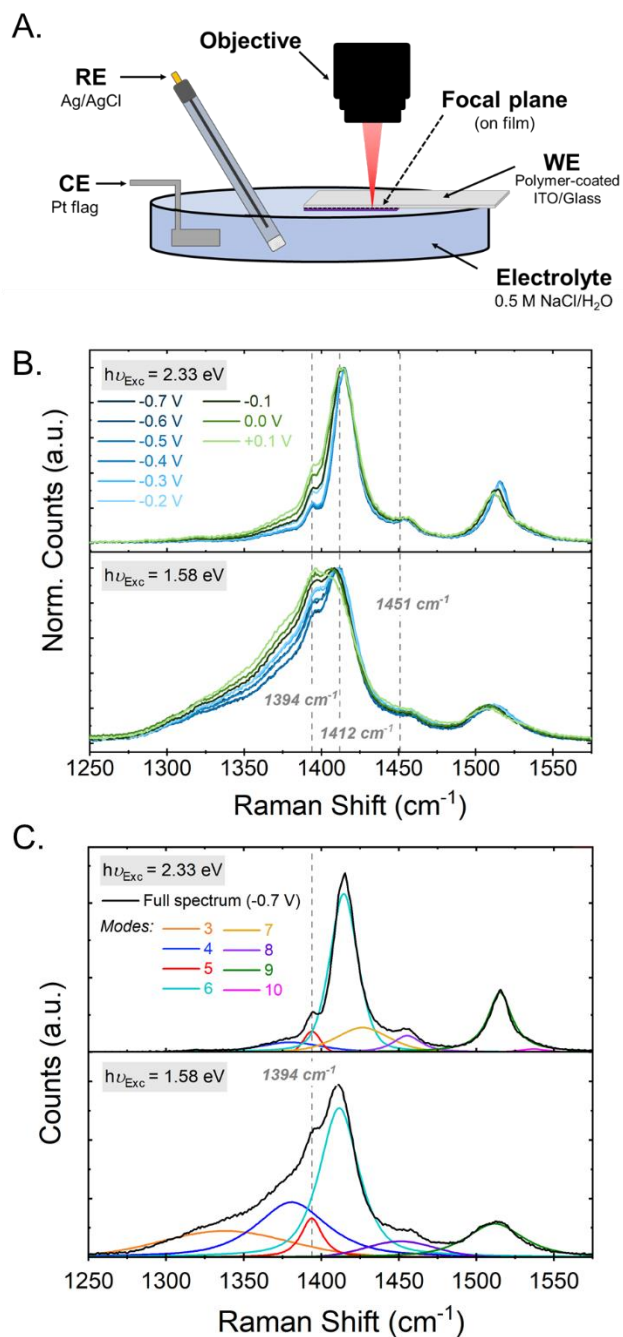 A.
Objective
RE
Ag/AgCl
Focal plane
(on film)
CE
Pt flag
WE
Polymer-coated
ITO/Glass
Electrolyte
0.5 M NaCl/H₂O
B.
hυExc = 2.33 eV
-0.7 V
-0.1
-0.6 V
0.0 V
-0.5 V
+0.1 V
-0.4 V
-0.3 V
-0.2 V
Norm. Counts (a.u.)
hυExc = 1.58 eV
1451 cm⁻¹
1394 cm⁻¹
1412 cm⁻¹
1250 1300 1350 1400 1450 1500 1550
Raman Shift (cm⁻¹)
C.
hυExc = 2.33 eV
Full spectrum (-0.7 V)
Modes:
3
7
4
8
5
9
6
10
Counts (a.u.)
hυExc = 1.58 eV
1394 cm⁻¹
1250 1300 1350 1400 1450 1500 1550
Raman Shift (cm⁻¹)